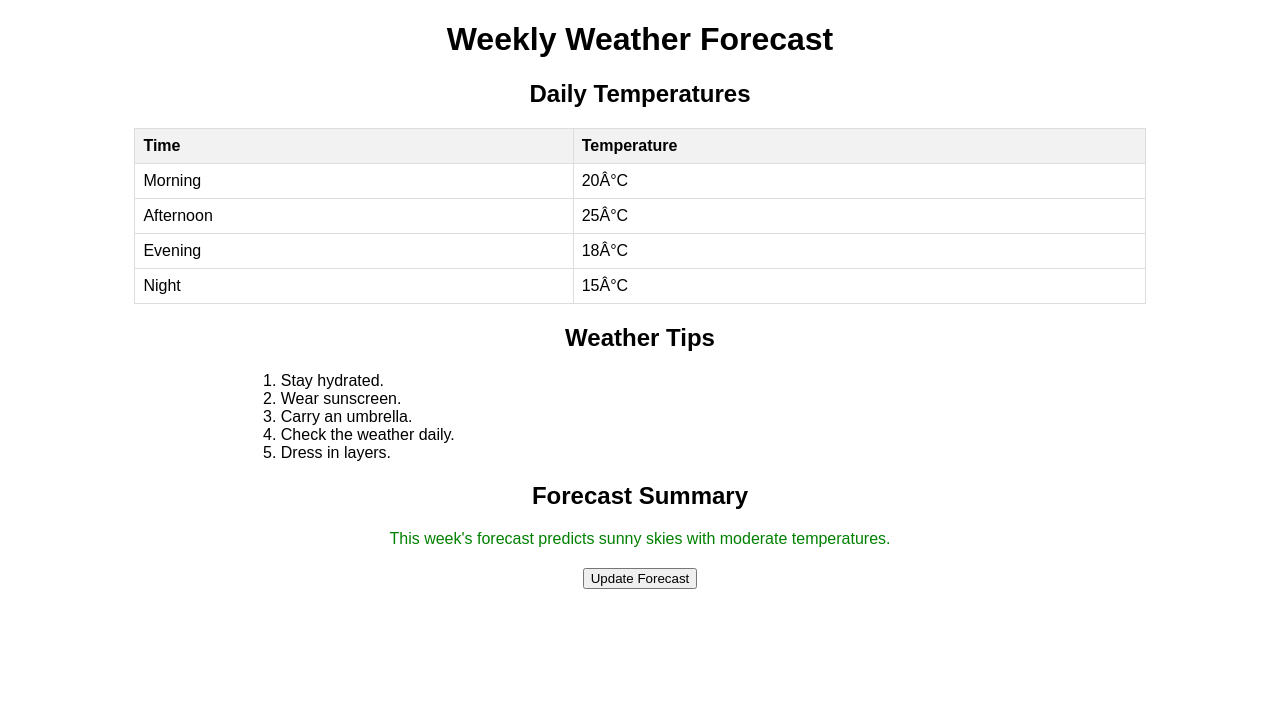 Weekly Weather Forecast
Daily Temperatures
Time Temperature
Morning 20Â°C
Afternoon 25Â°C
Evening 18Â°C
Night 15Â°C
Weather Tips
1. Stay hydrated.
2. Wear sunscreen.
3. Carry an umbrella.
4. Check the weather daily.
5. Dress in layers.
Forecast Summary
This week's forecast predicts sunny skies with moderate temperatures.
Update Forecast